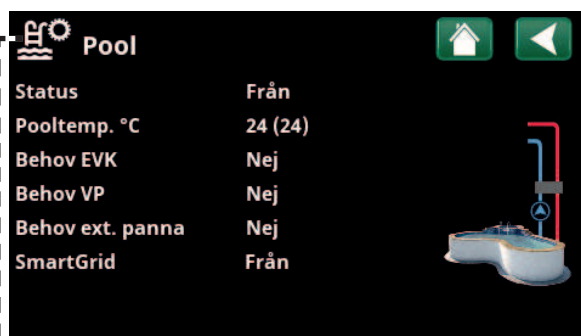 Pool
Status Från
Pooltemp. °C 24 (24)
Behov EVK Nej
Behov VP Nej
Behov ext. panna Nej
SmartGrid Från